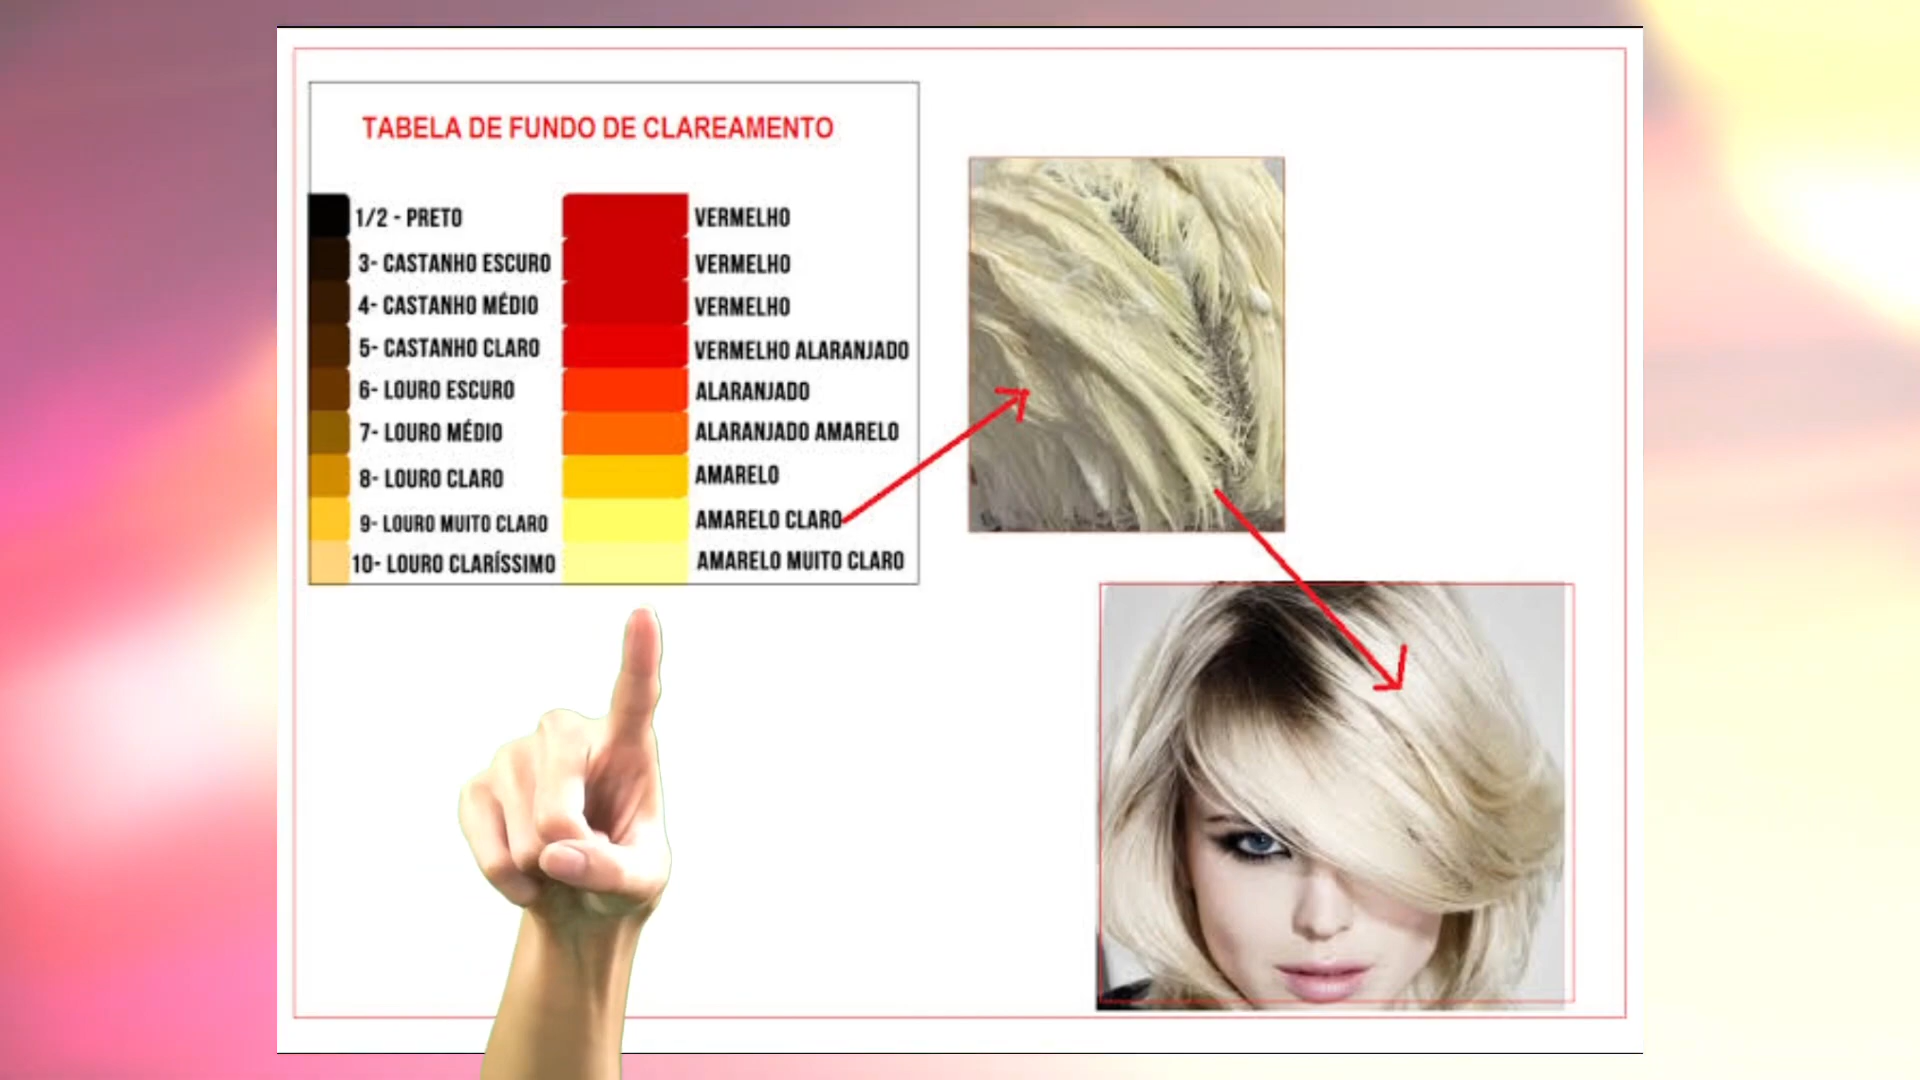 TABELA DE FUNDO DE CLAREAMENTO
1/2 - PRETO VERMELHO
3- CASTANHO ESCURO VERMELHO
4- CASTANHO MÉDIO VERMELHO
5- CASTANHO CLARO VERMELHO ALARANJADO
6- LOURO ESCURO ALARANJADO
7- LOURO MÉDIO ALARANJADO AMARELO
8- LOURO CLARO AMARELO
9- LOURO MUITO CLARO AMARELO CLARO
10- LOURO CLARÍSSIMO AMARELO MUITO CLARO